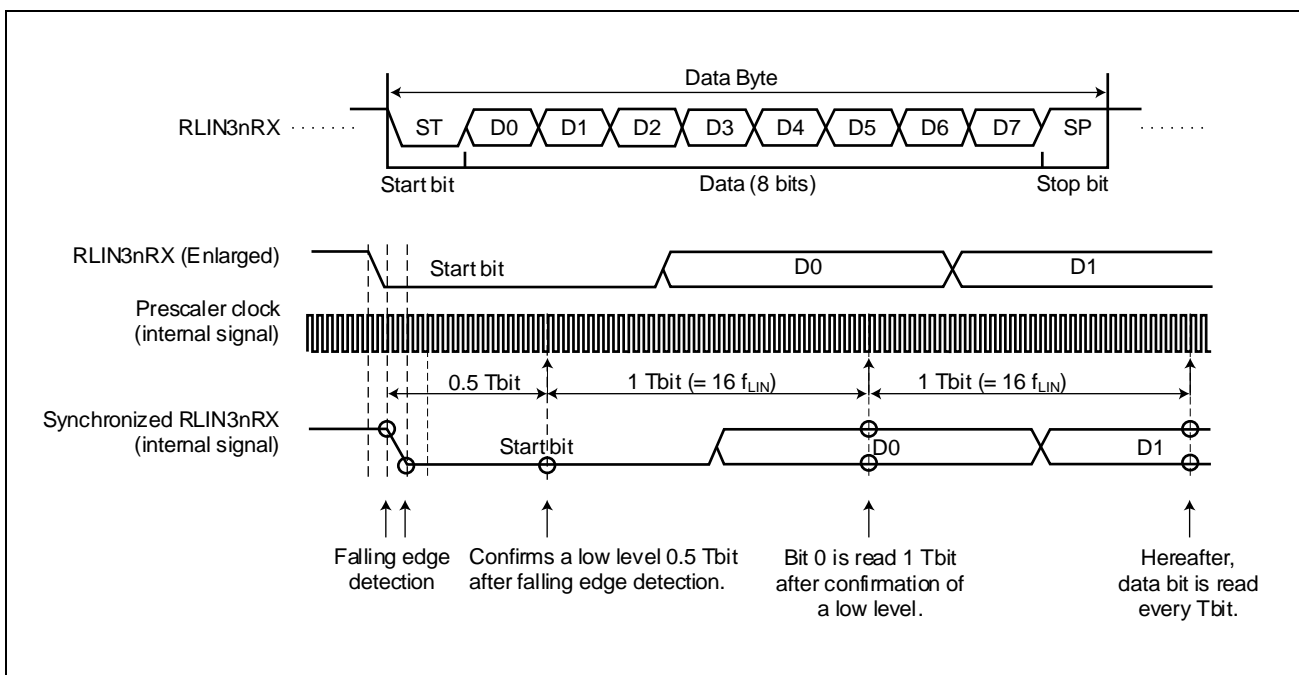 Data Byte
RLIN3nRX
ST D0 D1 D2 D3 D4 D5 D6 D7 SP
Start bit
Data (8 bits)
Stop bit
RLIN3nRX (Enlarged)
Start bit
D0
D1
Prescaler clock
(internal signal)
0.5 Tbit
1 Tbit (= 16 fLIN)
1 Tbit (= 16 fLIN)
Synchronized RLIN3nRX
(internal signal)
Start bit
D0
D1
Falling edge
detection
Confirms a low level 0.5 Tbit
after falling edge detection.
Bit 0 is read 1 Tbit
after confirmation of
a low level.
Hereafter,
data bit is read
every Tbit.